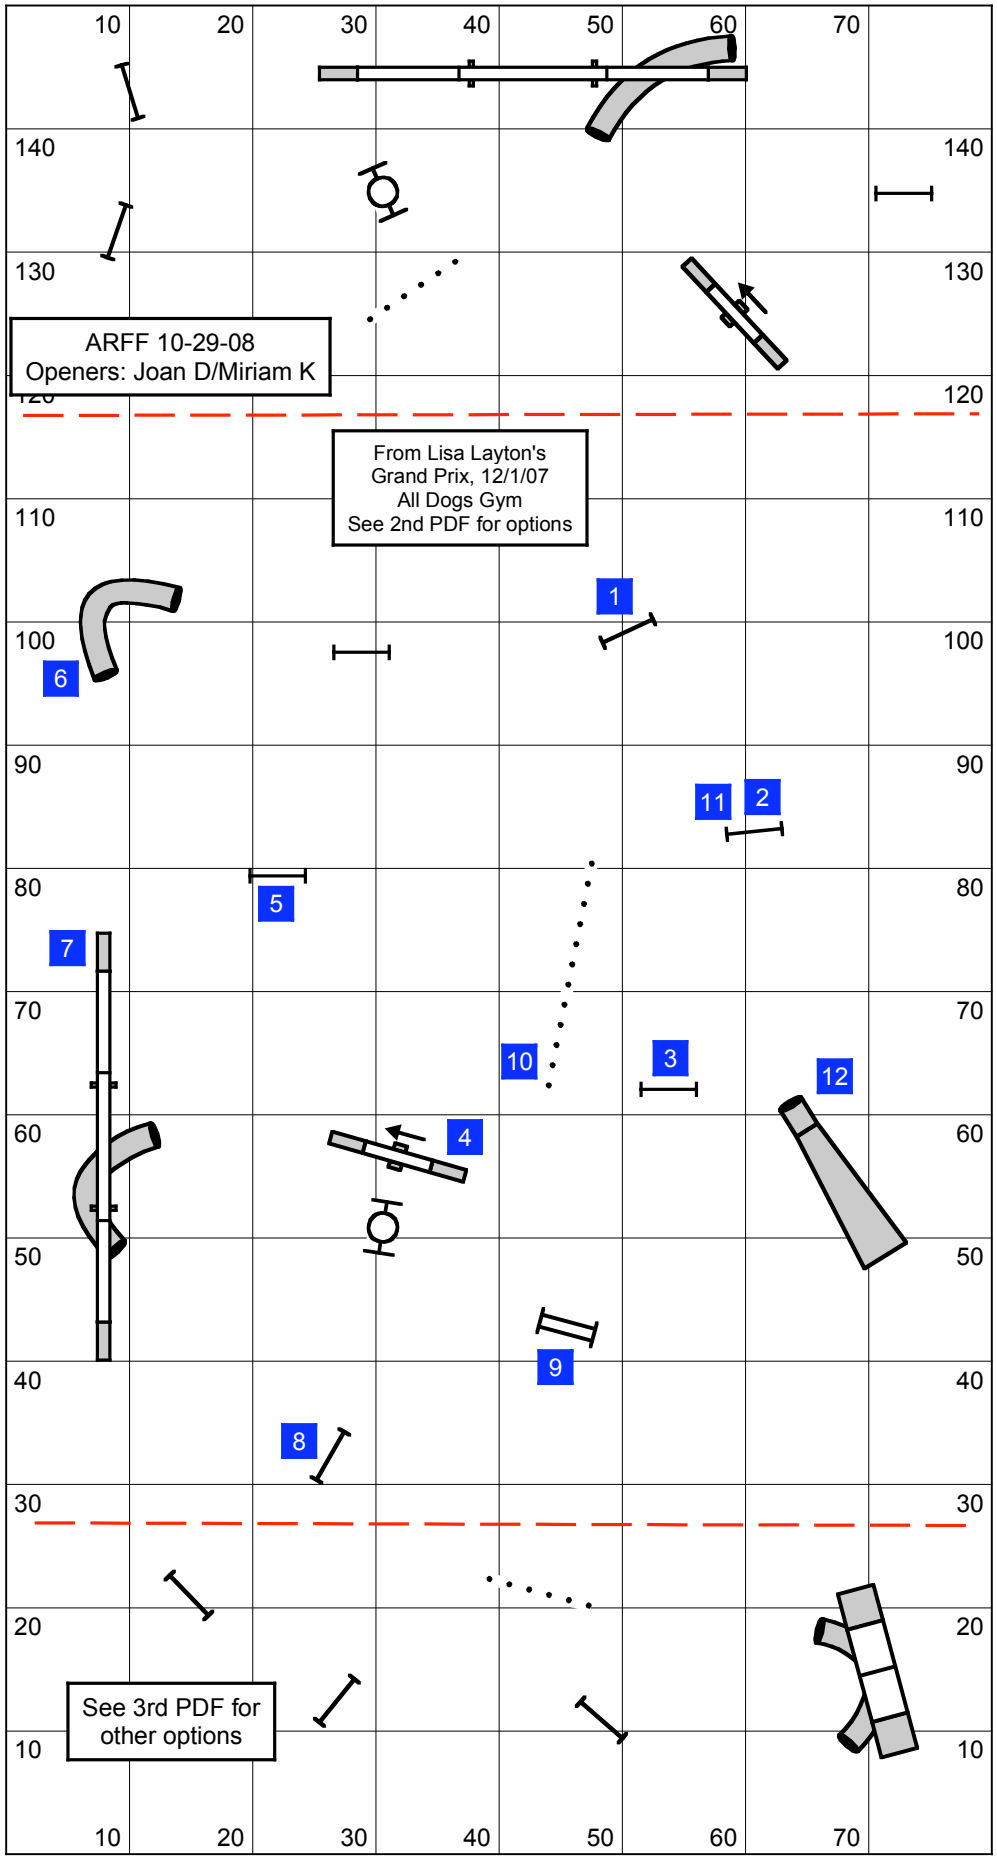 10 20 30 40 50 60 70
140 140
130 130
ARFF 10-29-08
Openers: Joan D/Miriam K
120 120
From Lisa Layton's
Grand Prix, 12/1/07
All Dogs Gym
See 2nd PDF for options
110 110
1
100 100
6
90 90
11 2
80 80
5
7
70 70
10 3 12
60 60
4
50 50
9
40 40
8
30 30
20 20
See 3rd PDF for
other options
10 10
10 20 30 40 50 60 70